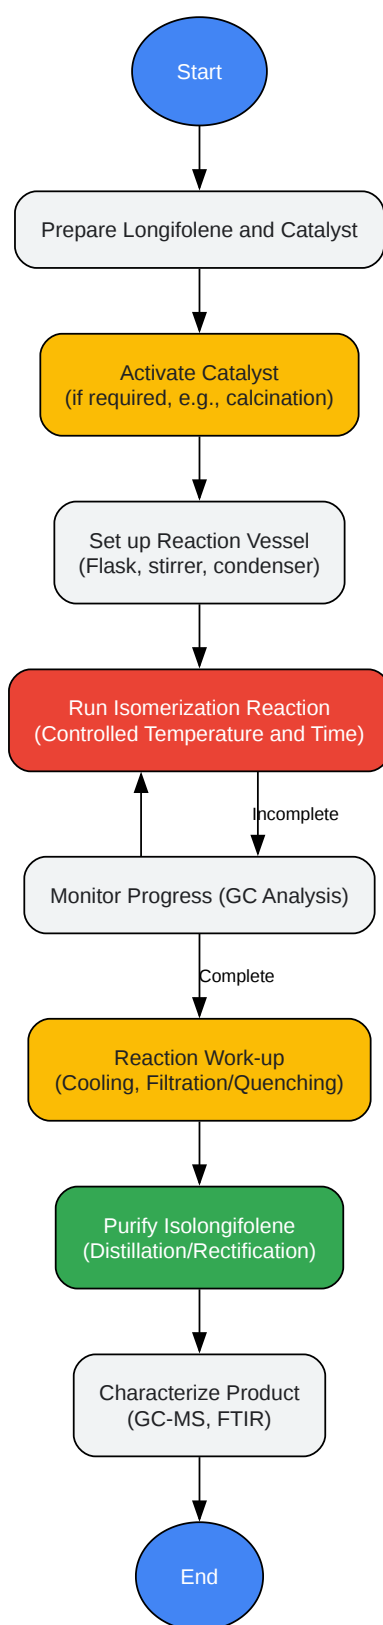 Start
Prepare Longifolene and Catalyst
Activate Catalyst
(if required, e.g., calcination)
Set up Reaction Vessel
(Flask, stirrer, condenser)
Run Isomerization Reaction
(Controlled Temperature and Time)
Incomplete
Monitor Progress (GC Analysis)
Complete
Reaction Work-up
(Cooling, Filtration/Quenching)
Purify Isolongifolene
(Distillation/Rectification)
Characterize Product
(GC-MS, FTIR)
End